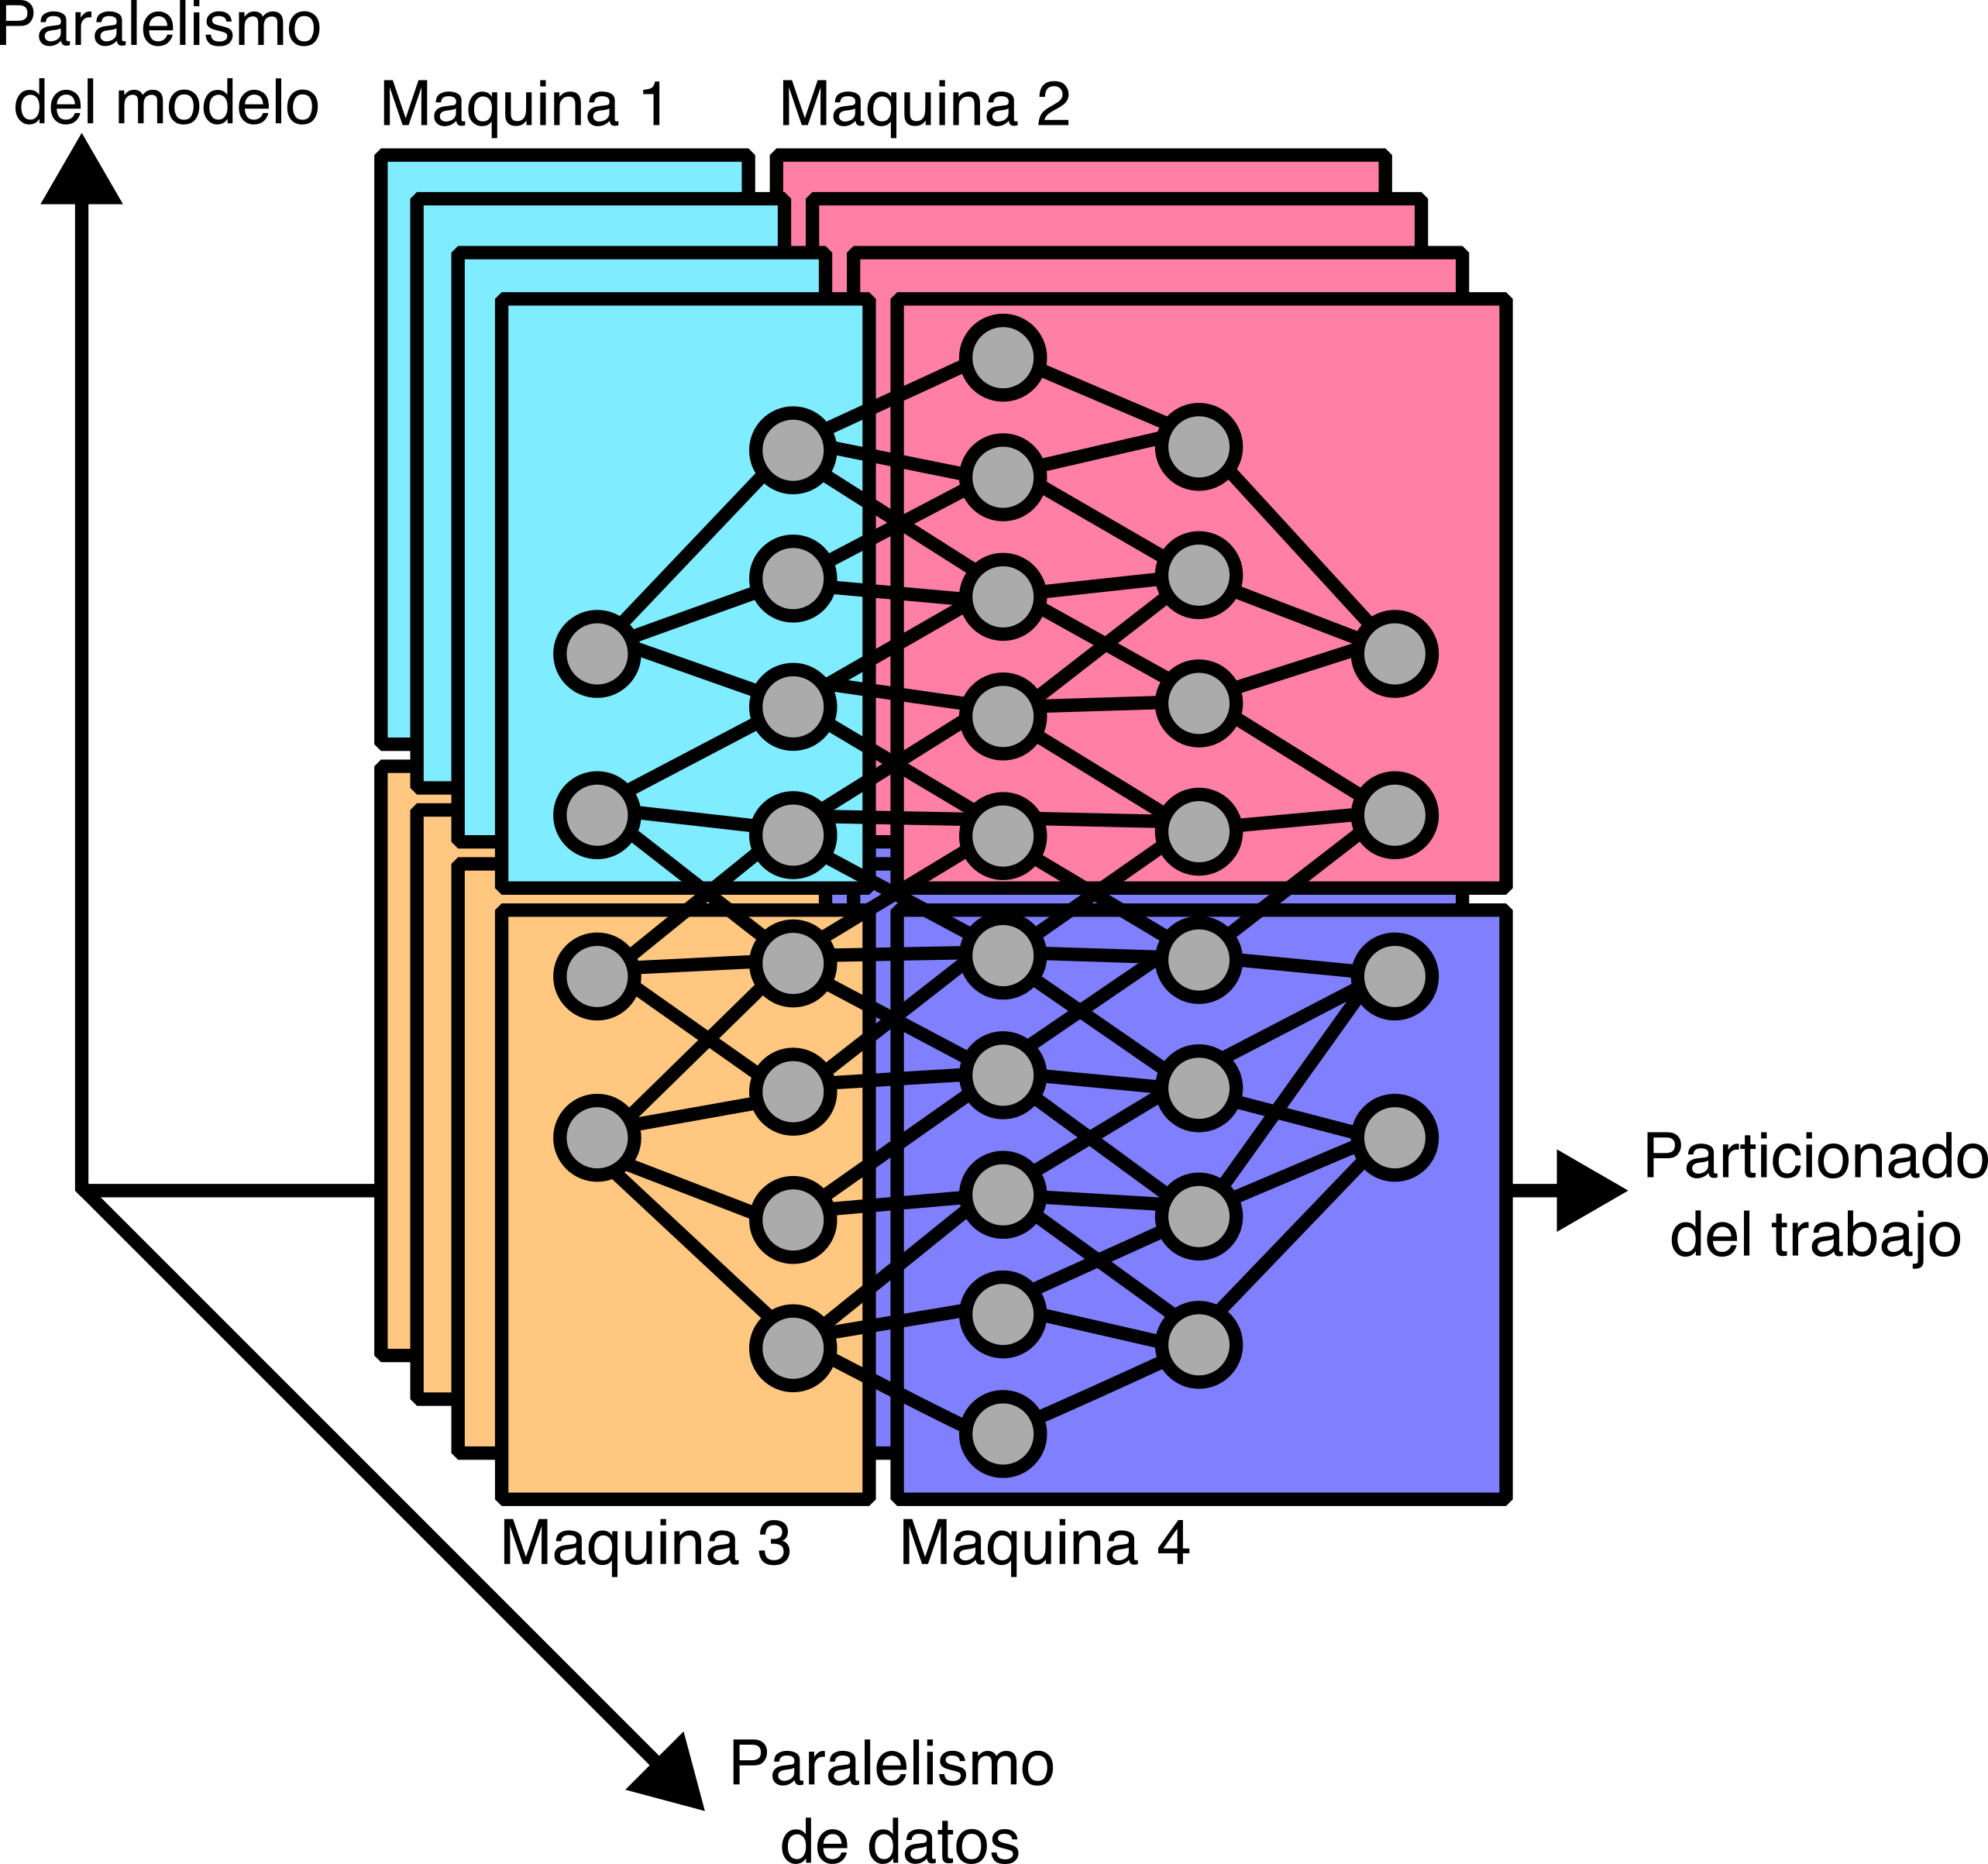 Paralelismo
del modelo
Maquina 1
Maquina 2
Particionado
del trabajo
Maquina 3
Maquina 4
Paralelismo
de datos